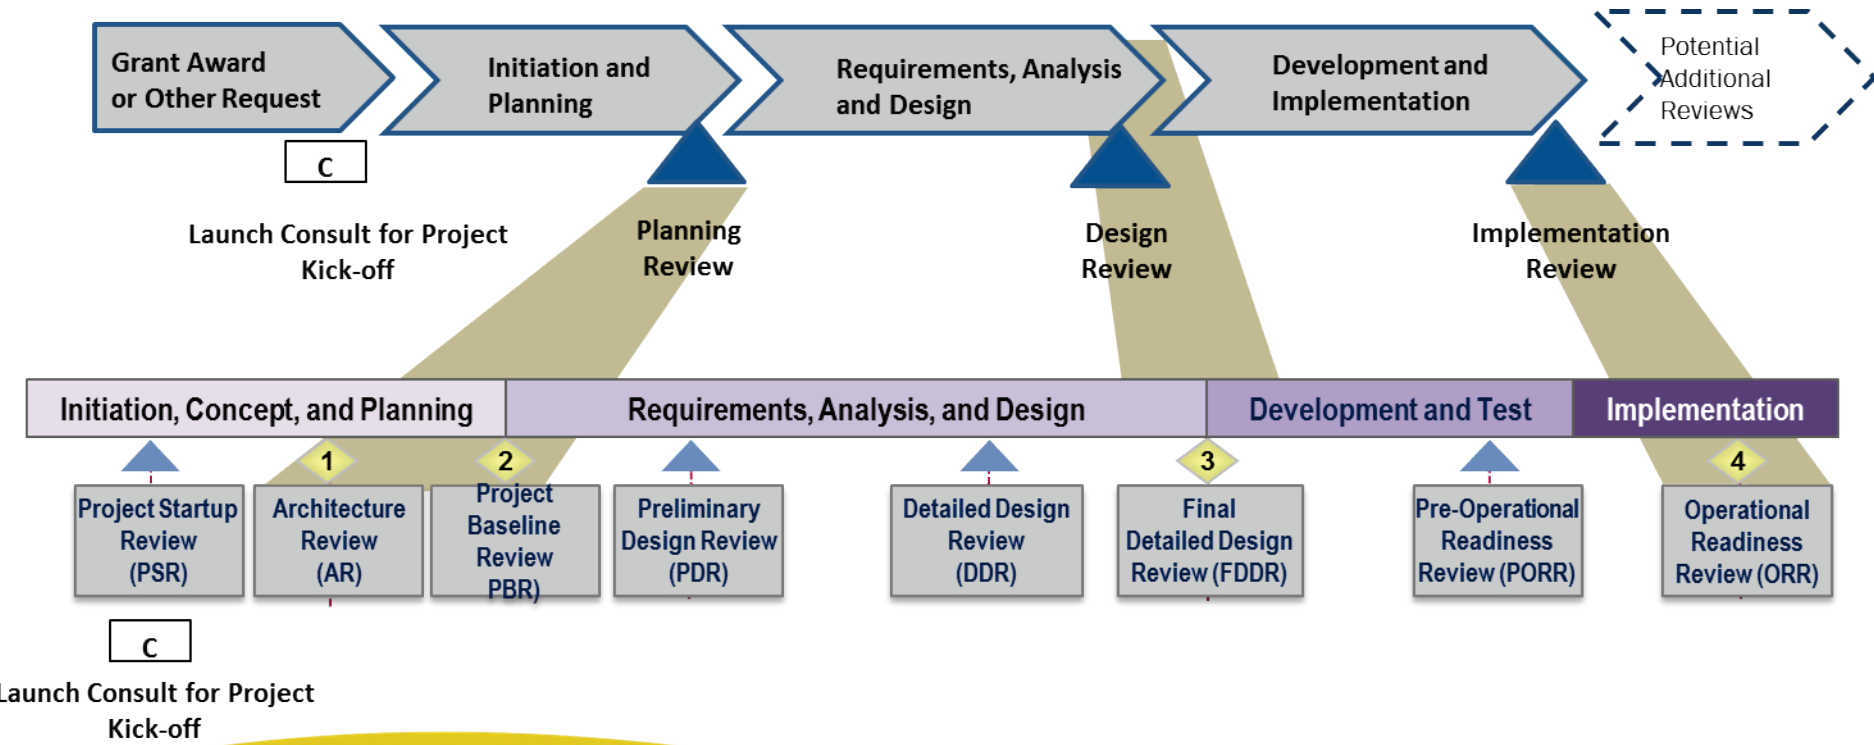 Grant Award
or Other Request
Initiation and
Planning
Requirements, Analysis
and Design
Development and
Implementation
Potential
Additional
Reviews
C
Launch Consult for Project
Kick-off
Planning
Review
Design
Review
Implementation
Review
Initiation, Concept, and Planning
Requirements, Analysis, and Design
Development and Test
Implementation
1
2
3
4
Project Startup
Review
(PSR)
Architecture
Review
(AR)
Project
Baseline
Review
PBR)
Preliminary
Design Review
(PDR)
Detailed Design
Review
(DDR)
Final
Detailed Design
Review (FDDR)
Pre-Operational
Readiness
Review (PORR)
Operational
Readiness
Review (ORR)
C
Launch Consult for Project
Kick-off